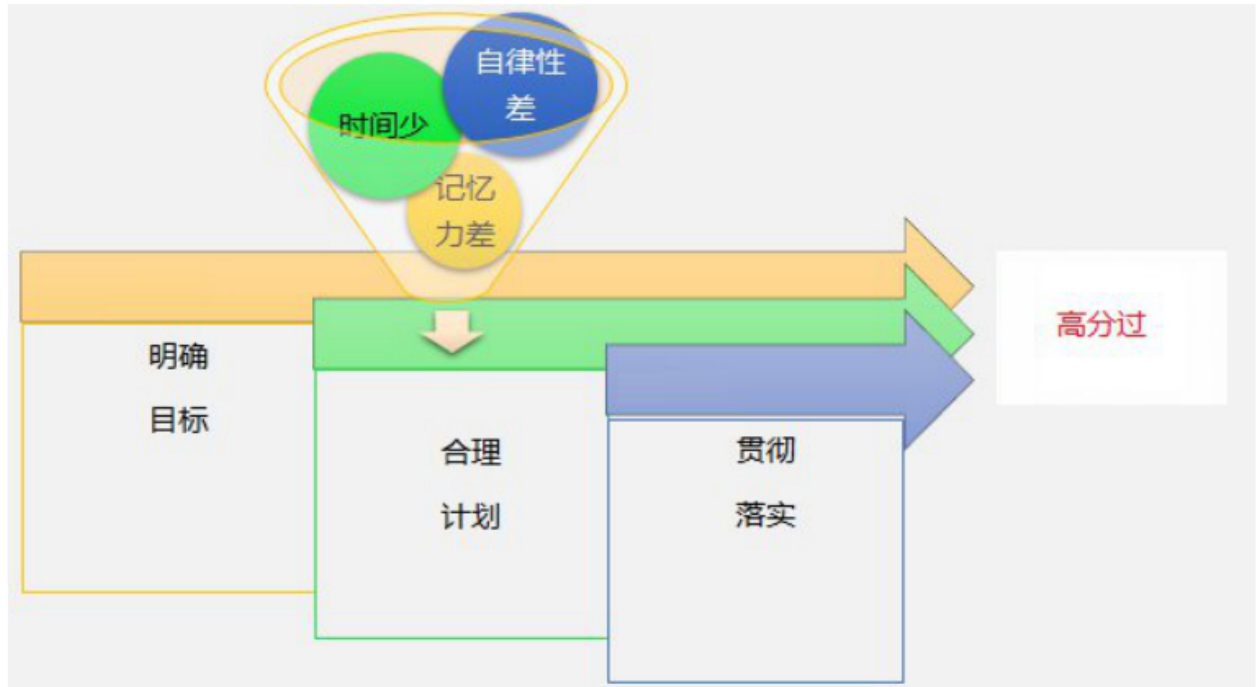 自律性
差
时间少
记忆
力差
明确
目标
合理
计划
贯彻
落实
高分过